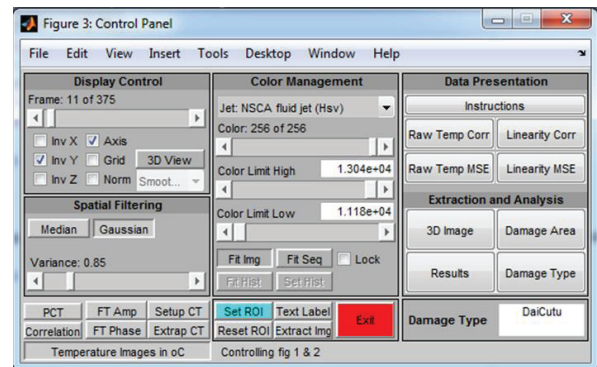 Figure 3: Control Panel
File Edit View Insert Tools Desktop Window Help
Display Control
Frame: 11 of 375
Inv X Axis
Inv Y Grid 3D View
Inv Z Norm Smoot...
Spatial Filtering
Median Gaussian
Variance: 0.85
PCT FT Amp Setup CT
Correlation FT Phase Extrap CT
Temperature Images in oC
Color Management
Jet: NSCA fluid jet (Hsv)
Color: 256 of 256
Color Limit High 1.304e+04
Color Limit Low 1.118e+04
Fit Img Fit Seq Lock
Fit Hist Set Hist
Set ROI Text Label Exit
Reset ROI Extract Img
Controlling fig 1 & 2
Data Presentation
Instructions
Raw Temp Corr Linearity Corr
Raw Temp MSE Linearity MSE
Extraction and Analysis
3D Image Damage Area
Results Damage Type
Damage Type DaiCutu